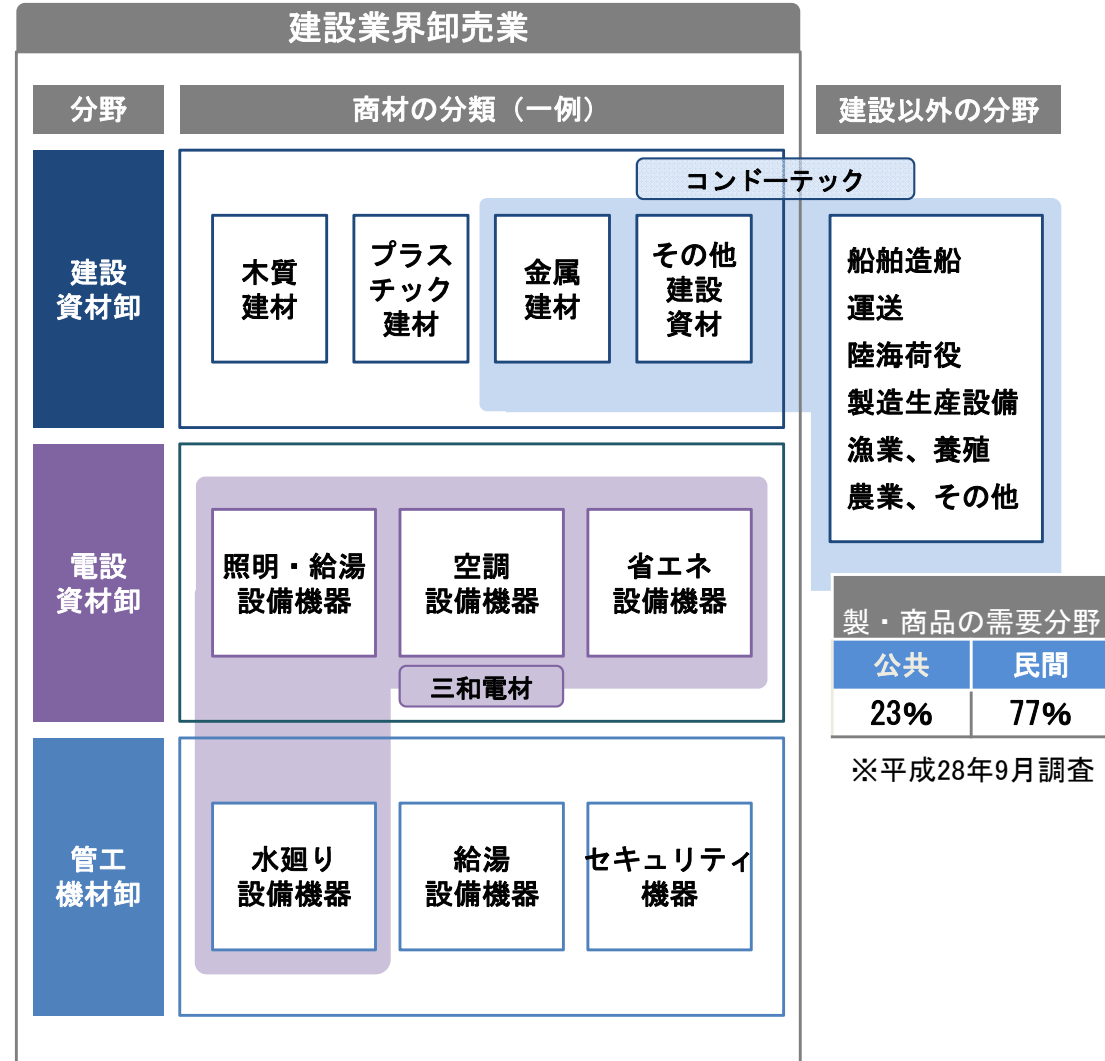 建設業界卸売業
分野
商材の分類（一例）
建設以外の分野
コンドーテック
建設
資材卸
木質
建材
プラス
チック
建材
金属
建材
その他
建設
資材
船舶造船
運送
陸海荷役
製造生産設備
漁業、養殖
農業、その他
電設
資材卸
照明・給湯
設備機器
空調
設備機器
省エネ
設備機器
三和電材
製・商品の需要分野
公共
民間
23%
77%
※平成28年9月調査
管工
機材卸
水廻り
設備機器
給湯
設備機器
セキュリティ
機器